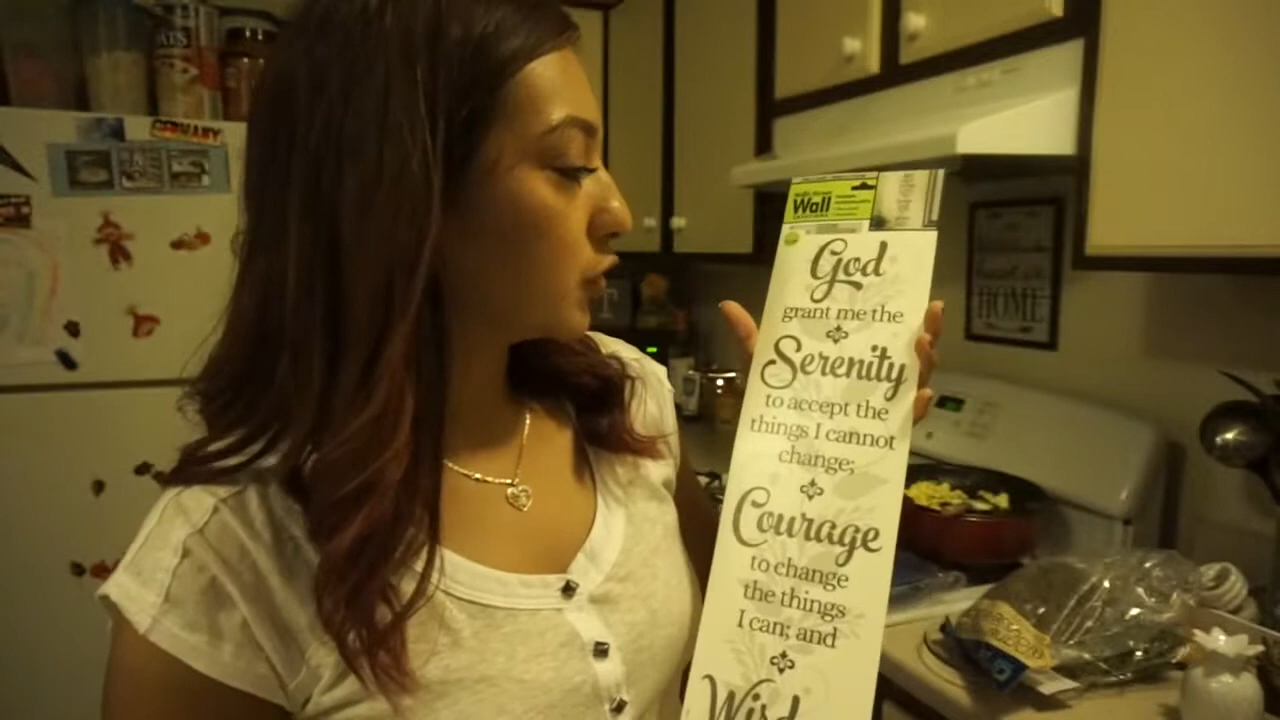 GERMANY
Wall
God
grant me the
Serenity
to accept the
things I cannot
change;
Courage
to change
the things
I can; and
HOME